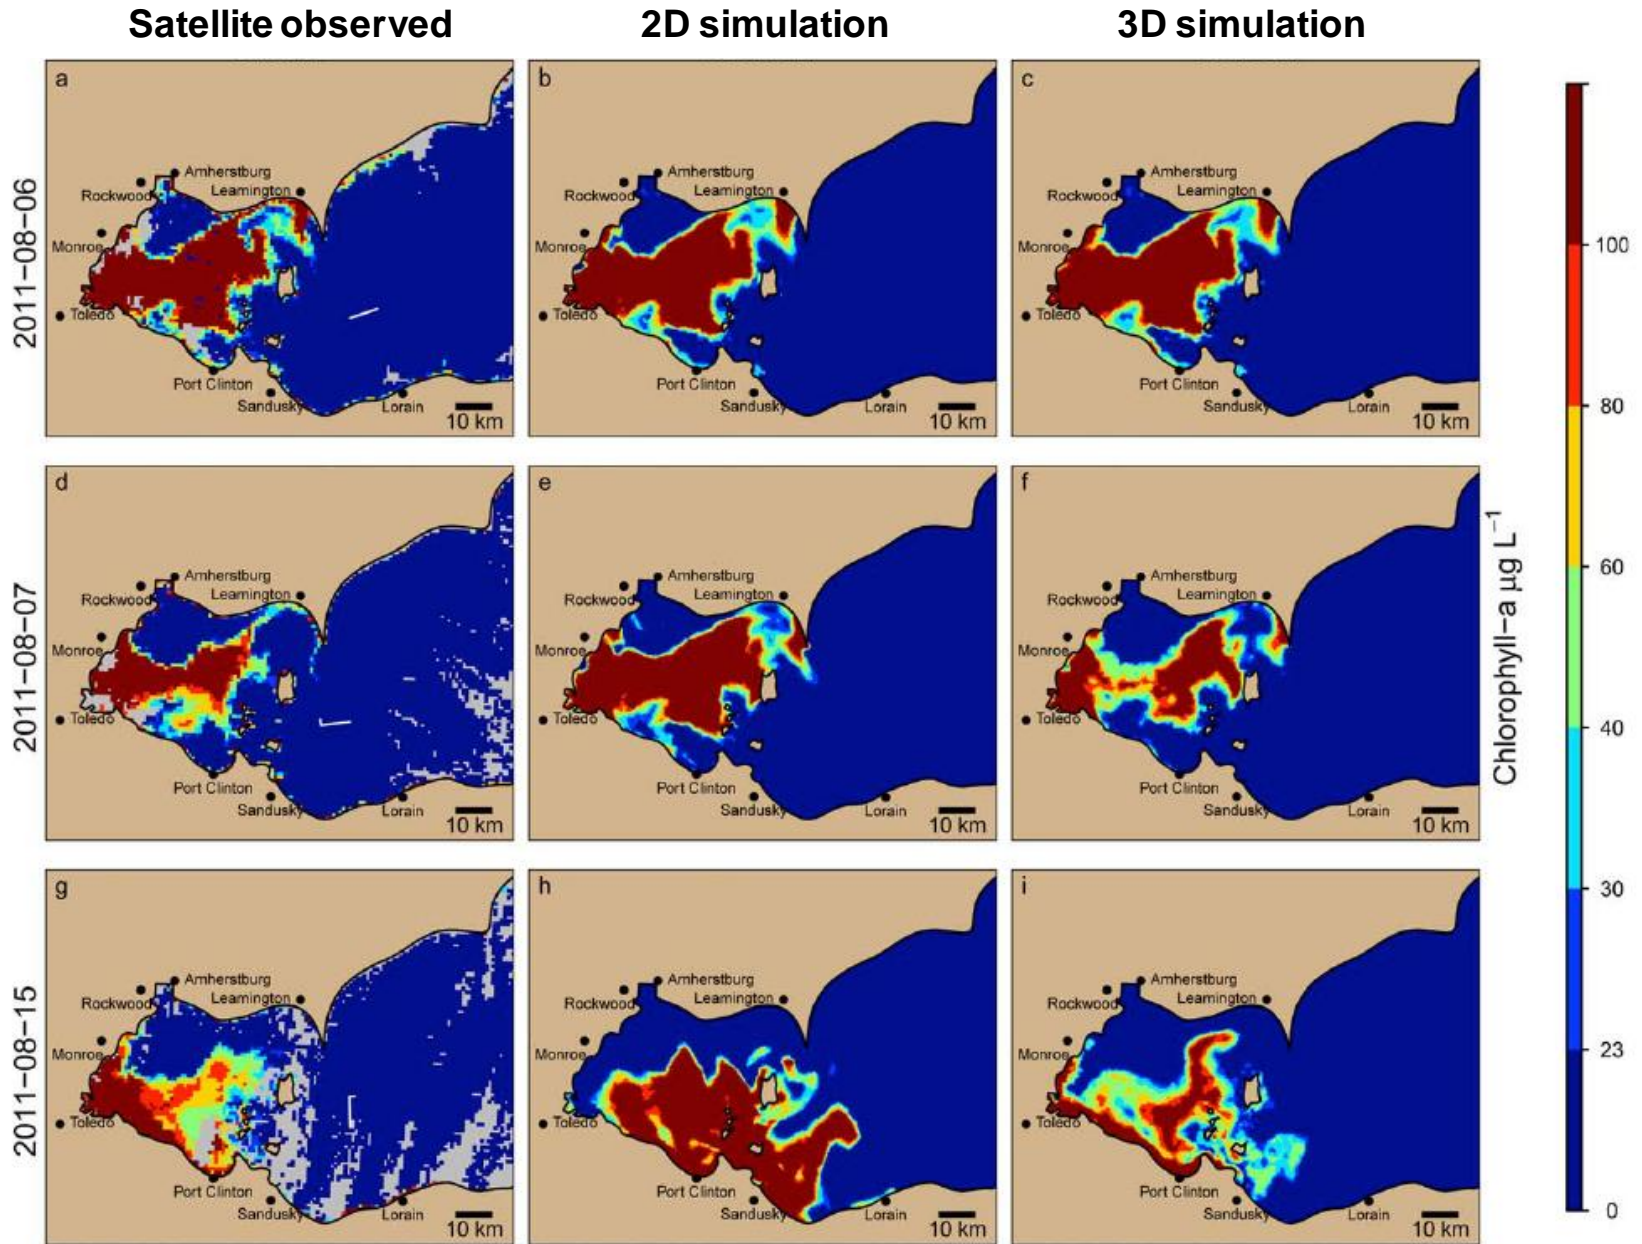 Satellite observed
2D simulation
3D simulation
2011-08-06
a
Amherstburg
Rockwood
Leamington
Monroe
Toledo
Port Clinton
Sandusky
Lorain
10 km
b
Amherstburg
Rockwood
Leamington
Monroe
Toledo
Port Clinton
Sandusky
Lorain
10 km
c
Amherstburg
Rockwood
Leamington
Monroe
Toledo
Port Clinton
Sandusky
Lorain
10 km
2011-08-07
d
Amherstburg
Rockwood
Leamington
Monroe
Toledo
Port Clinton
Sandusky
Lorain
10 km
e
Amherstburg
Rockwood
Leamington
Monroe
Toledo
Port Clinton
Sandusky
Lorain
10 km
f
Amherstburg
Rockwood
Leamington
Monroe
Toledo
Port Clinton
Sandusky
Lorain
10 km
2011-08-15
g
Amherstburg
Rockwood
Leamington
Monroe
Toledo
Port Clinton
Sandusky
Lorain
10 km
h
Amherstburg
Rockwood
Leamington
Monroe
Toledo
Port Clinton
Sandusky
Lorain
10 km
i
Amherstburg
Rockwood
Leamington
Monroe
Toledo
Port Clinton
Sandusky
Lorain
10 km
Chlorophyl-a µg L⁻¹
100
80
60
40
30
23
0